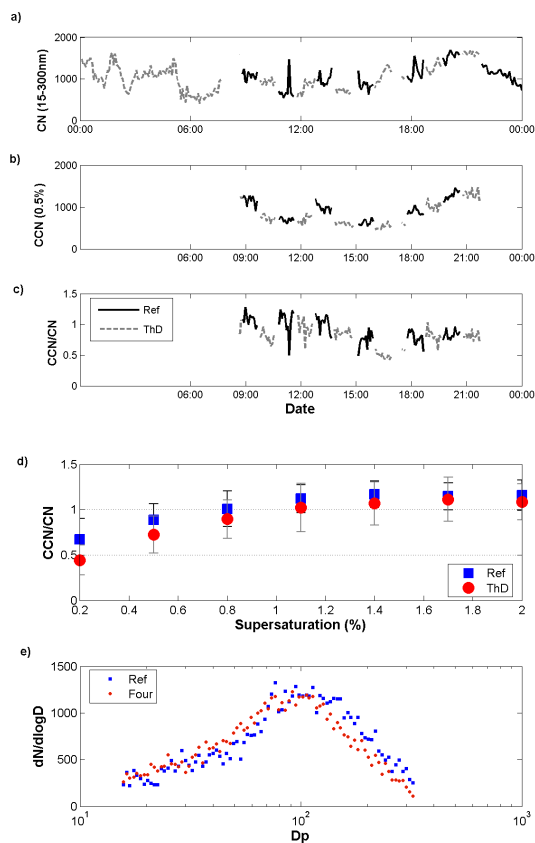 a)
2000
1000
0
CN (15-300nm)
00:00 06:00 12:00 18:00 00:00
b)
2000
1000
0
CCN (0.5%)
06:00 09:00 12:00 15:00 18:00 21:00 00:00
c)
1.5
1
0.5
0
CCN/CN
Ref
ThD
06:00 09:00 12:00 15:00 18:00 21:00 00:00
Date
d)
1.5
1
0.5
0
CCN/CN
Ref
ThD
0.2 0.4 0.6 0.8 1 1.2 1.4 1.6 1.8 2
Supersaturation (%)
e)
1500
1000
500
0
dN/dlogD
Ref
Four
10^1 10^2 10^3
Dp